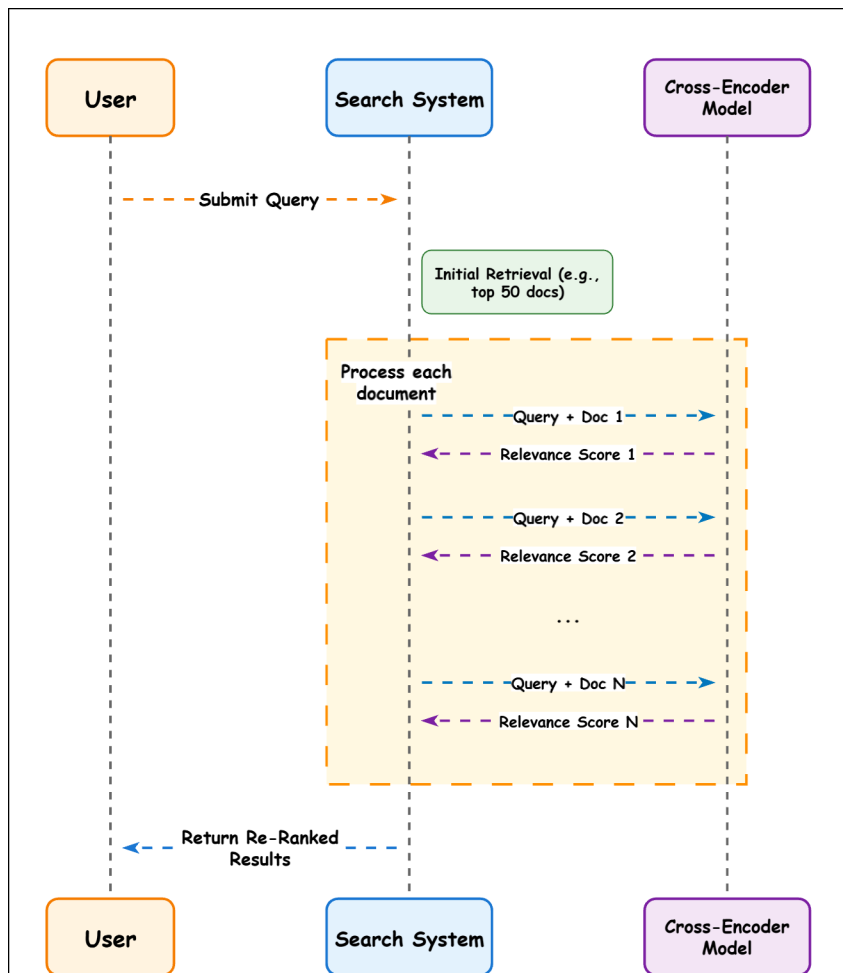 User
Search System
Cross-Encoder
Model
Submit Query
Initial Retrieval (e.g.,
top 50 docs)
Process each
document
Query + Doc 1
Relevance Score 1
Query + Doc 2
Relevance Score 2
...
Query + Doc N
Relevance Score N
Return Re-Ranked
Results
User
Search System
Cross-Encoder
Model